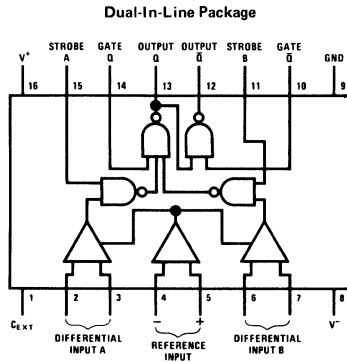 Dual-In-Line Package
V+ STROBE A GATE Q OUTPUT Q OUTPUT Q̄ STROBE B GATE Q̄ GND
16 15 14 13 12 11 10 9
1 2 3 4 5 6 7 8
− +
C_EXT DIFFERENTIAL INPUT A REFERENCE INPUT DIFFERENTIAL INPUT B V−